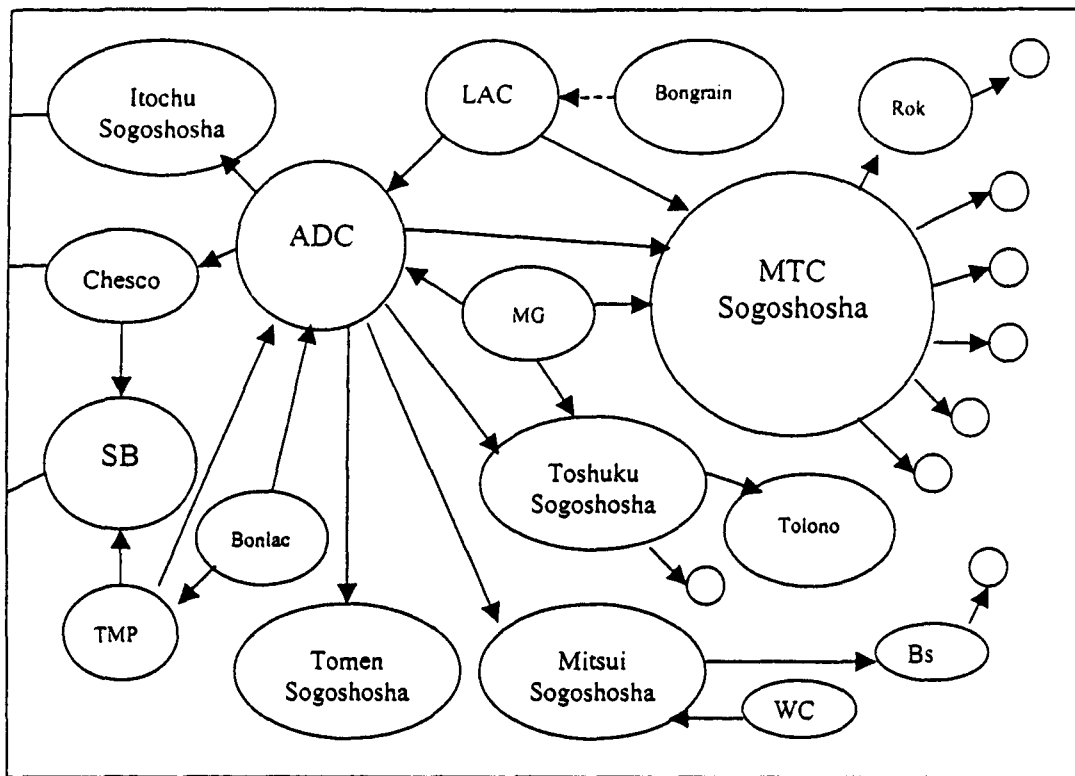 Itochu
Sogoshosha
LAC
Bongrain
Rok
ADC
Chesco
MG
MTC
Sogoshosha
SB
Bonlac
Toshuku
Sogoshosha
Tolono
TMP
Tomen
Sogoshosha
Mitsui
Sogoshosha
Bs
WC